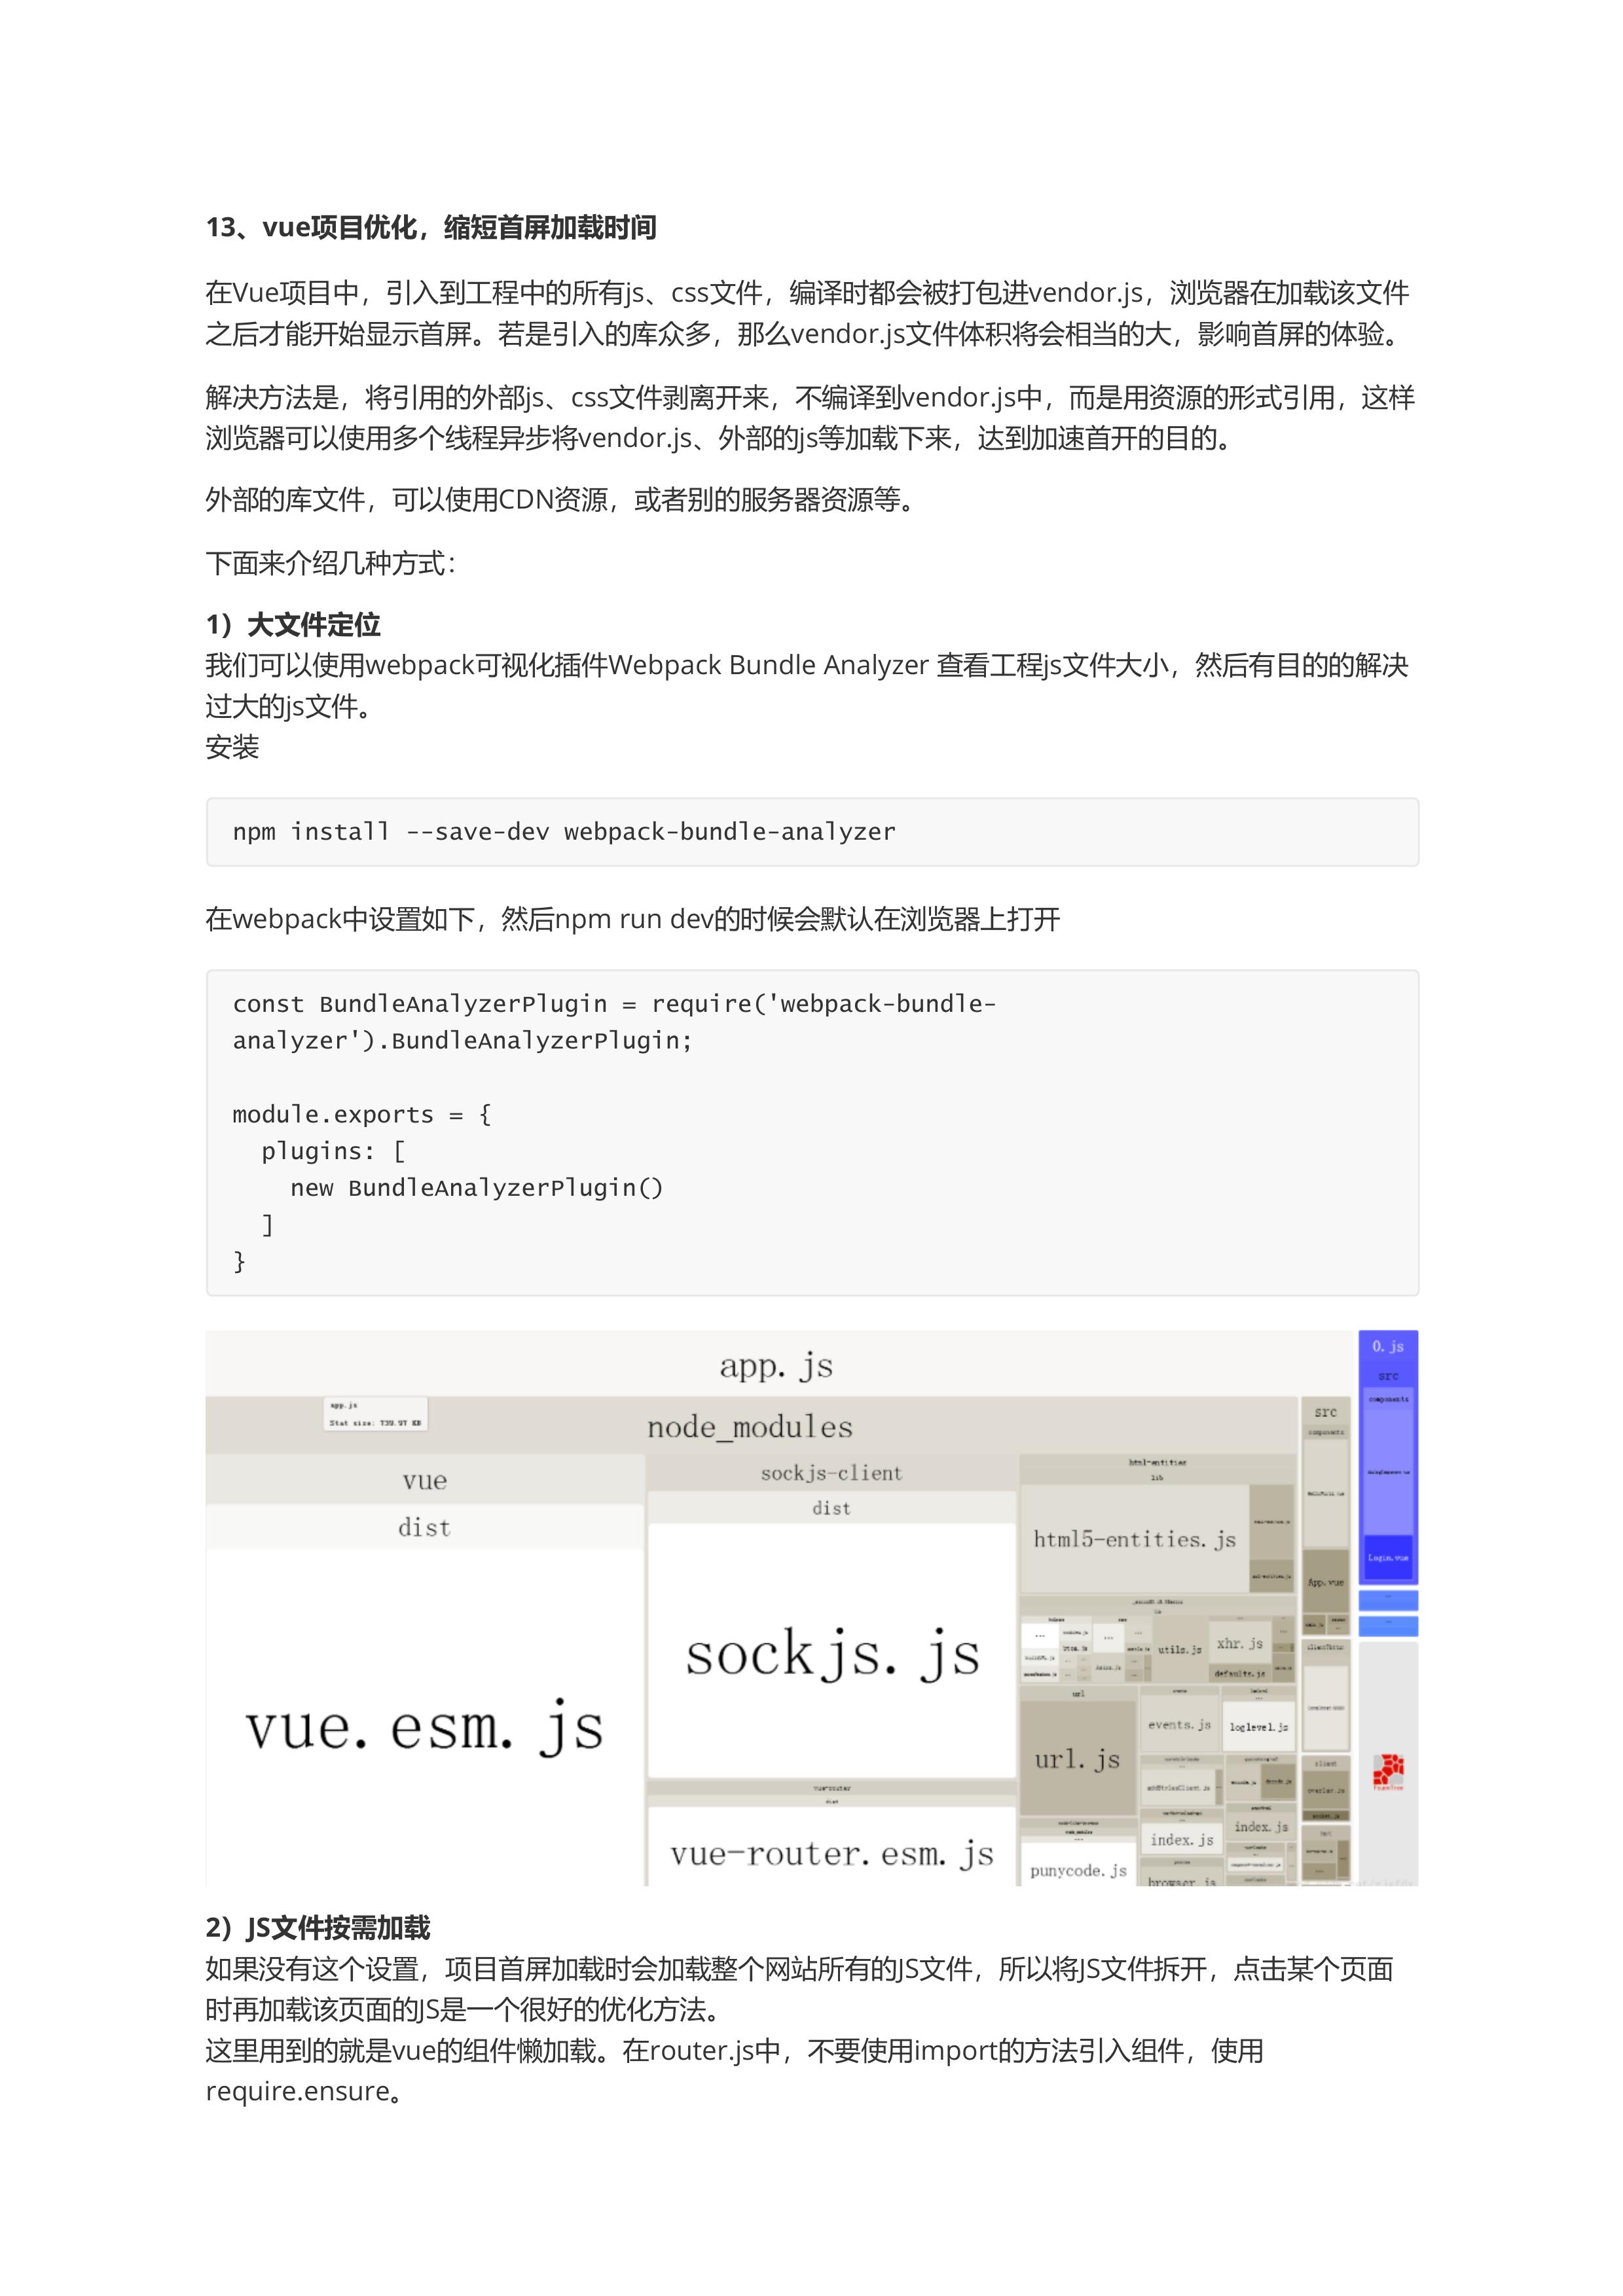 13、vue项目优化，缩短首屏加载时间
在Vue项目中，引入到工程中的所有js、css文件，编译时都会被打包进vendor.js，浏览器在加载该文件
之后才能开始显示首屏。若是引入的库众多，那么vendor.js文件体积将会相当的大，影响首屏的体验。
解决方法是，将引用的外部js、css文件剥离开来，不编译到vendor.js中，而是用资源的形式引用，这样
浏览器可以使用多个线程异步将vendor.js、外部的js等加载下来，达到加速首开的目的。
外部的库文件，可以使用CDN资源，或者别的服务器资源等。
下面来介绍几种方式：
1）大文件定位
我们可以使用webpack可视化插件Webpack Bundle Analyzer 查看工程js文件大小，然后有目的的解决
过大的js文件。
安装
npm install --save-dev webpack-bundle-analyzer
在webpack中设置如下，然后npm run dev的时候会默认在浏览器上打开
const BundleAnalyzerPlugin = require('webpack-bundle-
analyzer').BundleAnalyzerPlugin;
module.exports = {
  plugins: [
    new BundleAnalyzerPlugin()
  ]
}
app.js
0.js
src
components
Login.vue
app.js
Stat size: 739.97 KB
node_modules
vue
dist
vue.esm.js
sockjs-client
dist
sockjs.js
vue-router
dist
vue-router.esm.js
html-entities
lib
html5-entities.js
utils.js
xhr.js
defaults.js
url
url.js
events.js
loglevel.js
index.js
index.js
punycode.js
browser.js
src
components
App.vue
client
2）JS文件按需加载
如果没有这个设置，项目首屏加载时会加载整个网站所有的JS文件，所以将JS文件拆开，点击某个页面
时再加载该页面的JS是一个很好的优化方法。
这里用到的就是vue的组件懒加载。在router.js中，不要使用import的方法引入组件，使用
require.ensure。